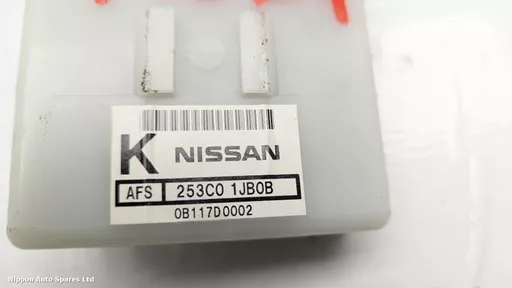 K NISSAN
AFS 253C0 1JB0B
0B117D0002
Nippon Auto Spares Ltd